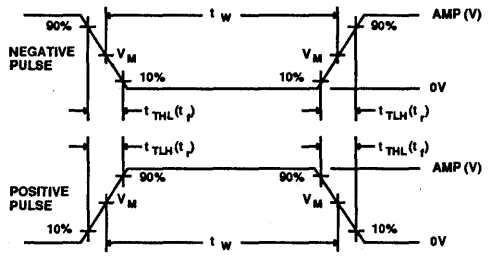 t W
AMP (V)
90%
90%
NEGATIVE
PULSE
V M
V M
10%
10%
0V
t THL (t f)
t TLH (t r)
t TLH (t r)
t THL (t f)
AMP (V)
90%
90%
POSITIVE
PULSE
V M
V M
10%
10%
t W
0V